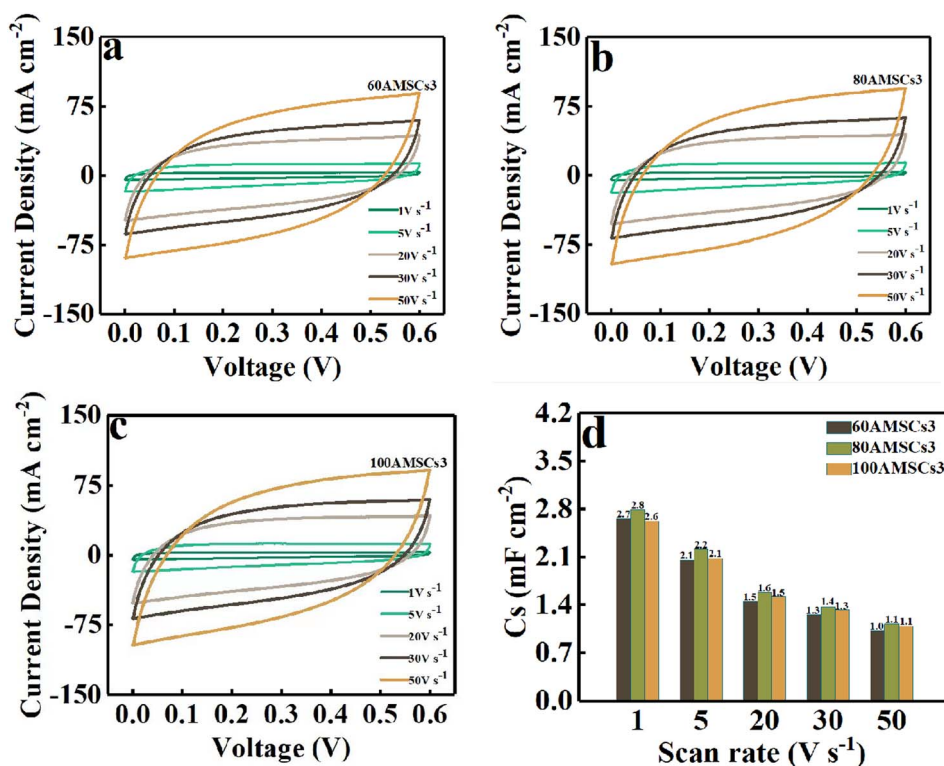 a
60AMSCs3
Current Density (mA cm⁻²)
150
75
0
-75
-150
1V s⁻¹
5V s⁻¹
20V s⁻¹
30V s⁻¹
50V s⁻¹
0.0 0.1 0.2 0.3 0.4 0.5 0.6
Voltage (V)
b
80AMSCs3
Current Density (mA cm⁻²)
150
75
0
-75
-150
1V s⁻¹
5V s⁻¹
20V s⁻¹
30V s⁻¹
50V s⁻¹
0.0 0.1 0.2 0.3 0.4 0.5 0.6
Voltage (V)
c
100AMSCs3
Current Density (mA cm⁻²)
150
75
0
-75
-150
1V s⁻¹
5V s⁻¹
20V s⁻¹
30V s⁻¹
50V s⁻¹
0.0 0.1 0.2 0.3 0.4 0.5 0.6
Voltage (V)
d
60AMSCs3
80AMSCs3
100AMSCs3
Cs (mF cm⁻²)
4.2
3.5
2.8
2.1
1.4
0.7
0.0
2.7 2.8 2.6
2.1 2.2 2.1
1.5 1.6 1.5
1.3 1.4 1.3
1.0 1.1 1.1
1 5 20 30 50
Scan rate (V s⁻¹)